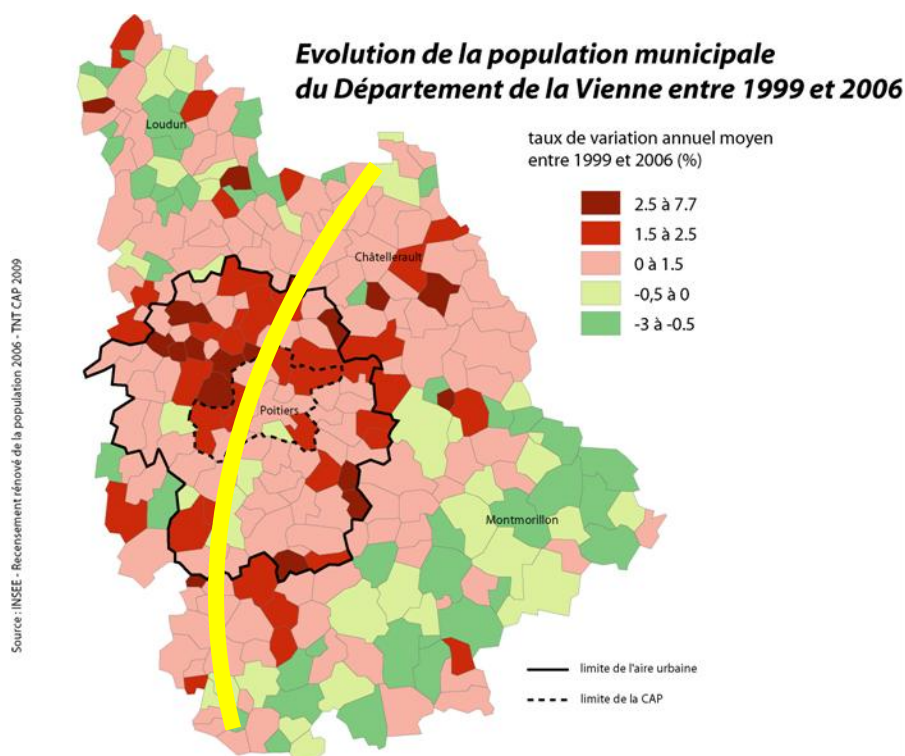 Evolution de la population municipale
du Département de la Vienne entre 1999 et 2006
taux de variation annuel moyen
entre 1999 et 2006 (%)
2.5 à 7.7
1.5 à 2.5
0 à 1.5
-0,5 à 0
-3 à -0.5
Loudun
Châtellerault
Poitiers
Montmorillon
limite de l'aire urbaine
limite de la CAP
Source : INSEE - Recensement rénové de la population 2006 - TNT CAP 2009